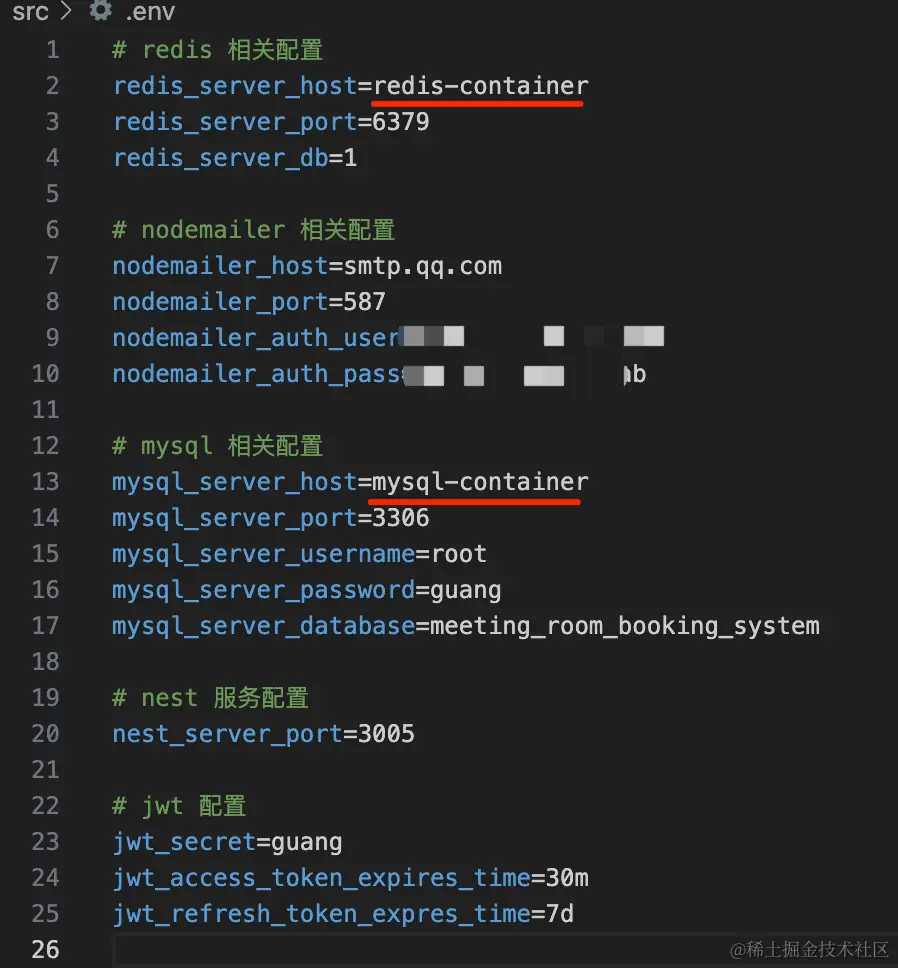 src > .env
1 # redis 相关配置
2 redis_server_host=redis-container
3 redis_server_port=6379
4 redis_server_db=1
5
6 # nodemailer 相关配置
7 nodemailer_host=smtp.qq.com
8 nodemailer_port=587
9 nodemailer_auth_user
10 nodemailer_auth_pass
11
12 # mysql 相关配置
13 mysql_server_host=mysql-container
14 mysql_server_port=3306
15 mysql_server_username=root
16 mysql_server_password=guang
17 mysql_server_database=meeting_room_booking_system
18
19 # nest 服务配置
20 nest_server_port=3005
21
22 # jwt 配置
23 jwt_secret=guang
24 jwt_access_token_expires_time=30m
25 jwt_refresh_token_expres_time=7d
26
@稀土掘金技术社区